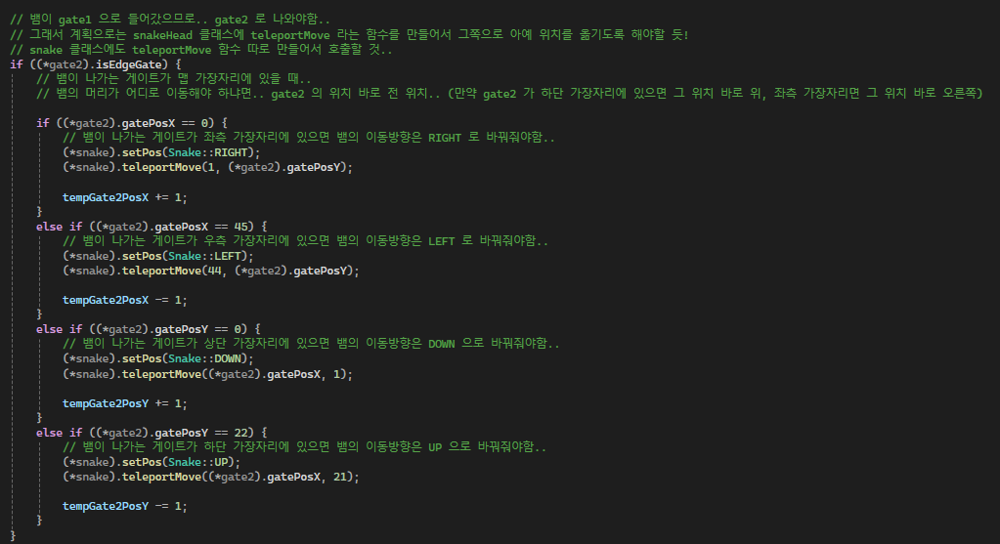 // 뱀이 gate1 으로 들어갔으므로.. gate2 로 나와야함..
// 그래서 계획으로는 snakeHead 클래스에 teleportMove 라는 함수를 만들어서 그쪽으로 아예 위치를 옮기도록 해야할 듯!
// snake 클래스에도 teleportMove 함수 따로 만들어서 호출할 것..
if ((*gate2).isEdgeGate) {
    // 뱀이 나가는 게이트가 맵 가장자리에 있을 때..
    // 뱀의 머리가 어디로 이동해야 하냐면.. gate2 의 위치 바로 전 위치.. (만약 gate2 가 하단 가장자리에 있으면 그 위치 바로 위, 좌측 가장자리면 그 위치 바로 오른쪽)
    if ((*gate2).gatePosX == 0) {
        // 뱀이 나가는 게이트가 좌측 가장자리에 있으면 뱀의 이동방향은 RIGHT 로 바꿔줘야함..
        (*snake).setPos(Snake::RIGHT);
        (*snake).teleportMove(1, (*gate2).gatePosY);
        tempGate2PosX += 1;
    }
    else if ((*gate2).gatePosX == 45) {
        // 뱀이 나가는 게이트가 우측 가장자리에 있으면 뱀의 이동방향은 LEFT 로 바꿔줘야함..
        (*snake).setPos(Snake::LEFT);
        (*snake).teleportMove(44, (*gate2).gatePosY);
        tempGate2PosX -= 1;
    }
    else if ((*gate2).gatePosY == 0) {
        // 뱀이 나가는 게이트가 상단 가장자리에 있으면 뱀의 이동방향은 DOWN 으로 바꿔줘야함..
        (*snake).setPos(Snake::DOWN);
        (*snake).teleportMove((*gate2).gatePosX, 1);
        tempGate2PosY += 1;
    }
    else if ((*gate2).gatePosY == 22) {
        // 뱀이 나가는 게이트가 하단 가장자리에 있으면 뱀의 이동방향은 UP 으로 바꿔줘야함..
        (*snake).setPos(Snake::UP);
        (*snake).teleportMove((*gate2).gatePosX, 21);
        tempGate2PosY -= 1;
    }
}